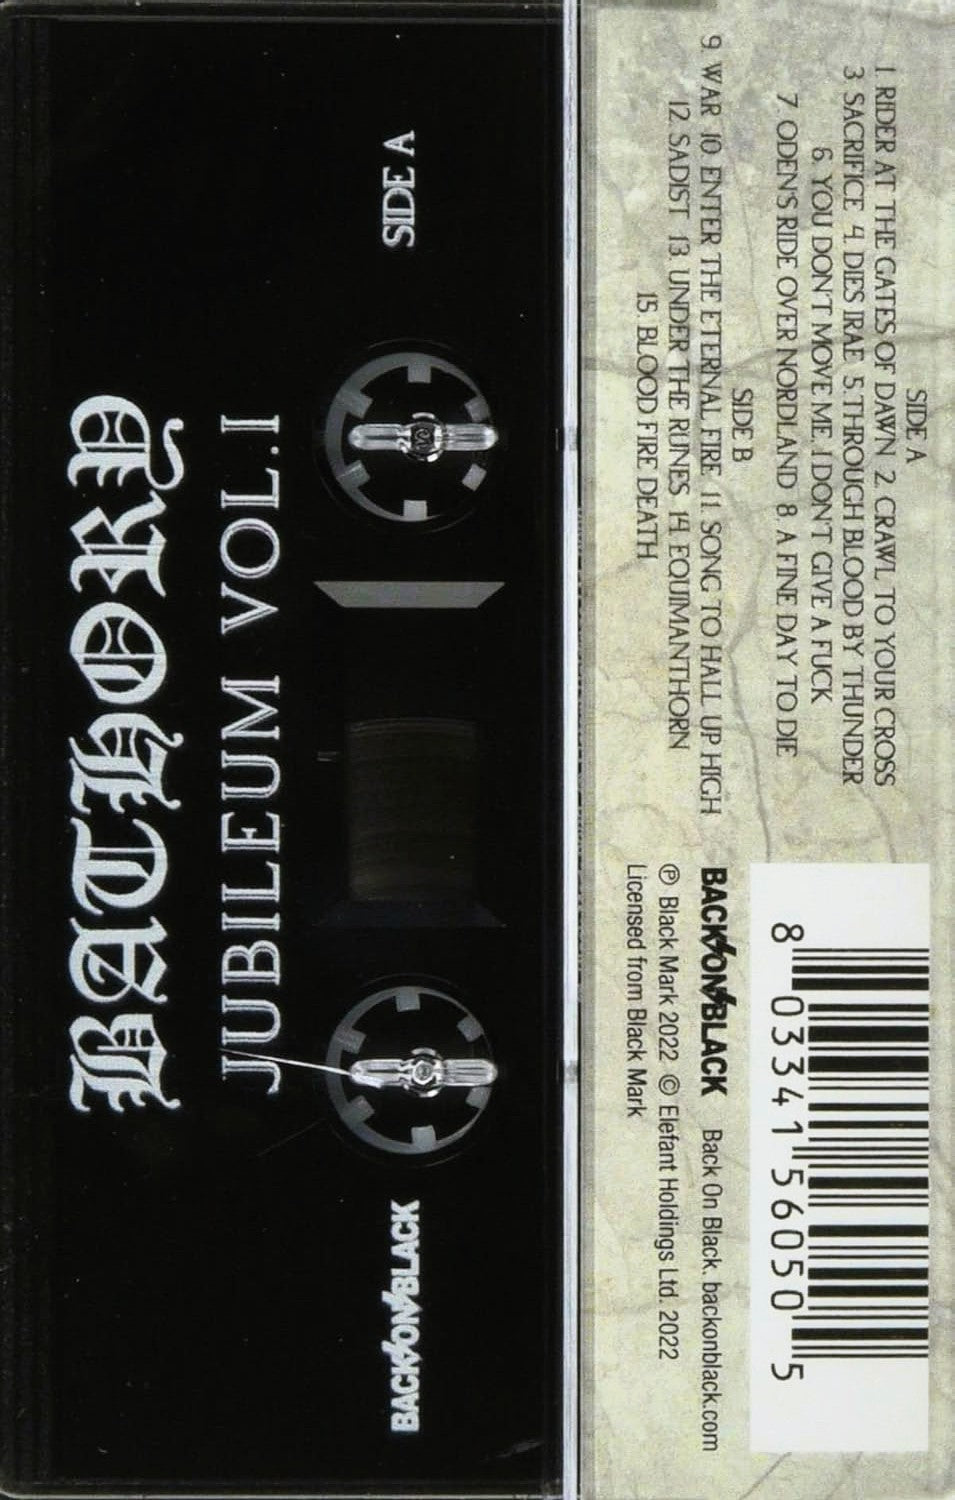 SIDE A
1. RIDER AT THE GATES OF DAWN 2. CRAWL TO YOUR CROSS
3 SACRIFICE 4. DIES IRAE 5. THROUGH BLOOD BY THUNDER
6. YOU DON'T MOVE ME, I DON'T GIVE A FUCK
7. ODEN'S RIDE OVER NORDLAND 8. A FINE DAY TO DIE
SIDE B
9. WAR 10 ENTER THE ETERNAL FIRE 11. SONG TO HALL UP HIGH
12. SADIST 13. UNDER THE RUNES 14. EQUIMANTHORN
15. BLOOD FIRE DEATH
8 033415 60505
BACK ON BLACK Back On Black. backonblack.com
℗ Black Mark 2022 © Elefant Holdings Ltd. 2022
Licensed from Black Mark
SIDE A
BACK ON BLACK
JUBILEUM VOL.I
BATHORY